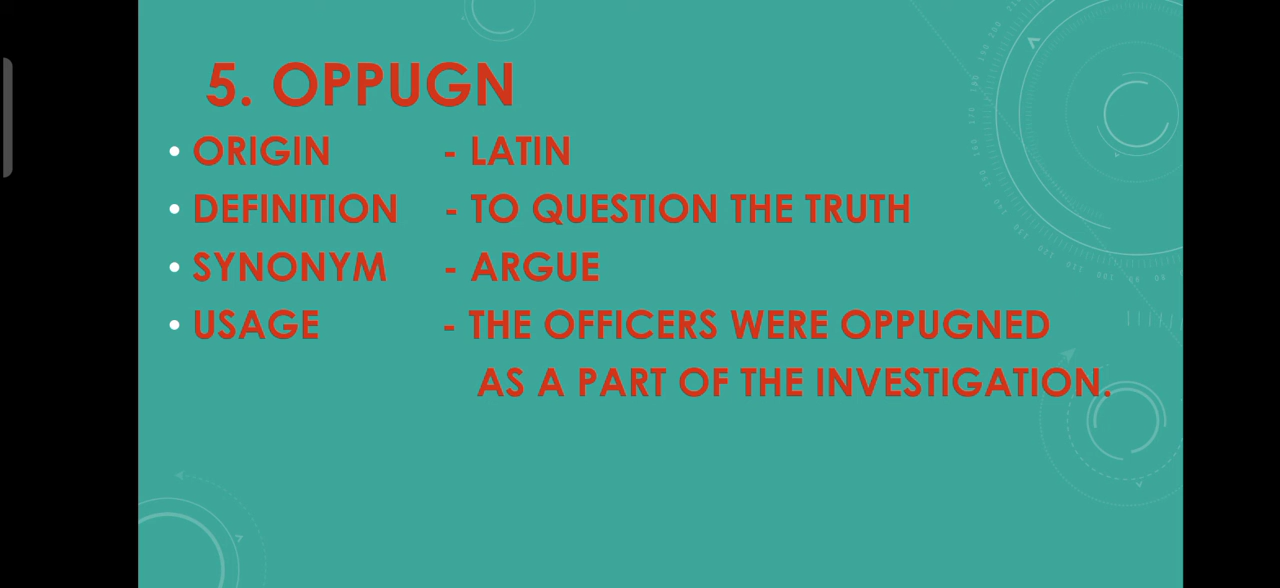 5. OPPUGN
• ORIGIN - LATIN
• DEFINITION - TO QUESTION THE TRUTH
• SYNONYM - ARGUE
• USAGE - THE OFFICERS WERE OPPUGNED
AS A PART OF THE INVESTIGATION.